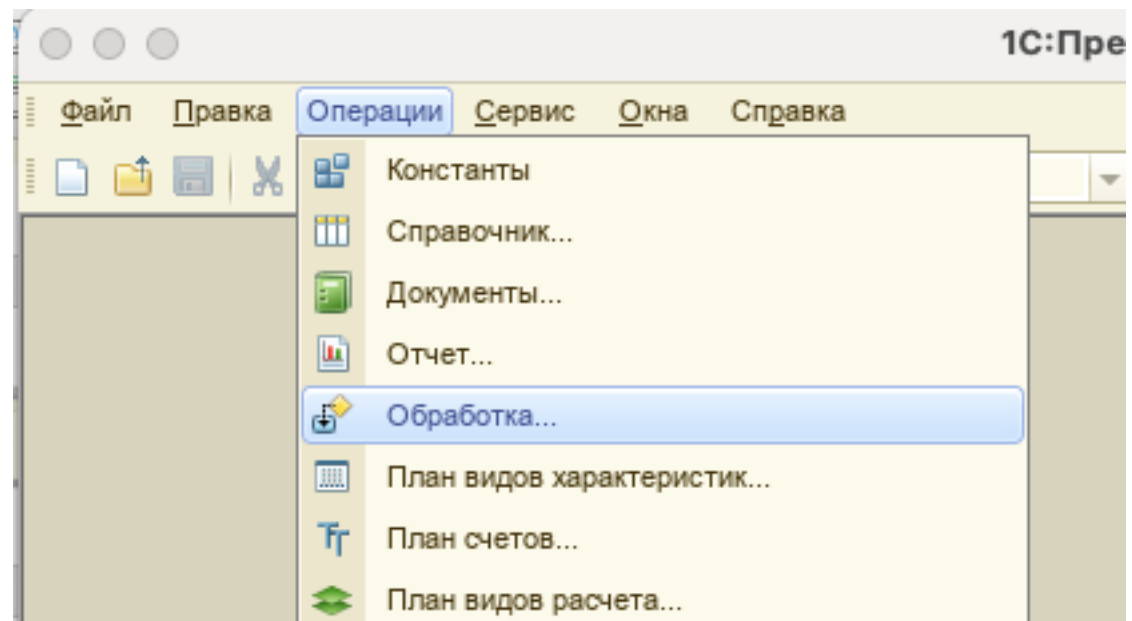 1С:Пре
Файл Правка Операции Сервис Окна Справка
Константы
Справочник...
Документы...
Отчет...
Обработка...
План видов характеристик...
План счетов...
План видов расчета...